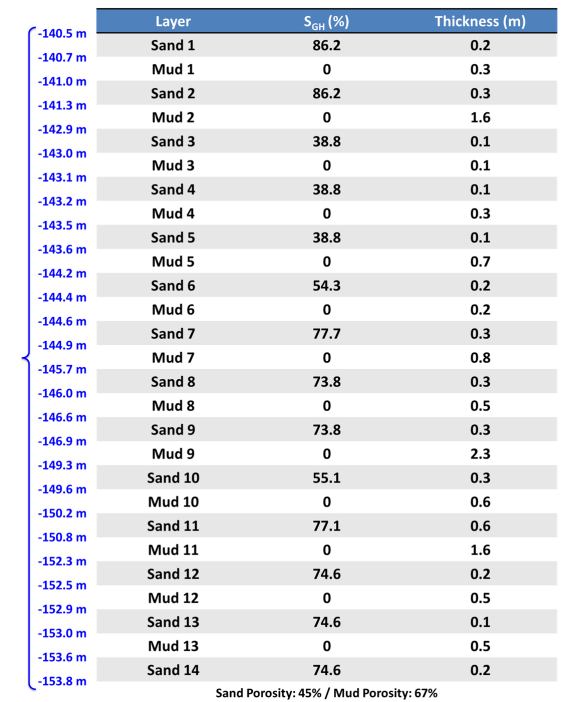 Layer S_GH (%) Thickness (m)
-140.5 m
Sand 1 86.2 0.2
-140.7 m
Mud 1 0 0.3
-141.0 m
Sand 2 86.2 0.3
-141.3 m
Mud 2 0 1.6
-142.9 m
Sand 3 38.8 0.1
-143.0 m
Mud 3 0 0.1
-143.1 m
Sand 4 38.8 0.1
-143.2 m
Mud 4 0 0.3
-143.5 m
Sand 5 38.8 0.1
-143.6 m
Mud 5 0 0.7
-144.2 m
Sand 6 54.3 0.2
-144.4 m
Mud 6 0 0.2
-144.6 m
Sand 7 77.7 0.3
-144.9 m
Mud 7 0 0.8
-145.7 m
Sand 8 73.8 0.3
-146.0 m
Mud 8 0 0.5
-146.6 m
Sand 9 73.8 0.3
-146.9 m
Mud 9 0 2.3
-149.3 m
Sand 10 55.1 0.3
-149.6 m
Mud 10 0 0.6
-150.2 m
Sand 11 77.1 0.6
-150.8 m
Mud 11 0 1.6
-152.3 m
Sand 12 74.6 0.2
-152.5 m
Mud 12 0 0.5
-152.9 m
Sand 13 74.6 0.1
-153.0 m
Mud 13 0 0.5
-153.6 m
Sand 14 74.6 0.2
-153.8 m
Sand Porosity: 45% / Mud Porosity: 67%